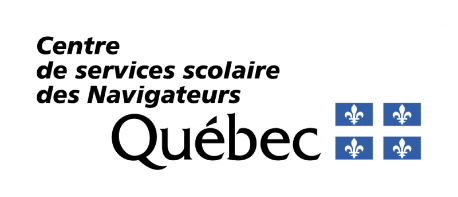 Centre
de services scolaire
des Navigateurs
Québec